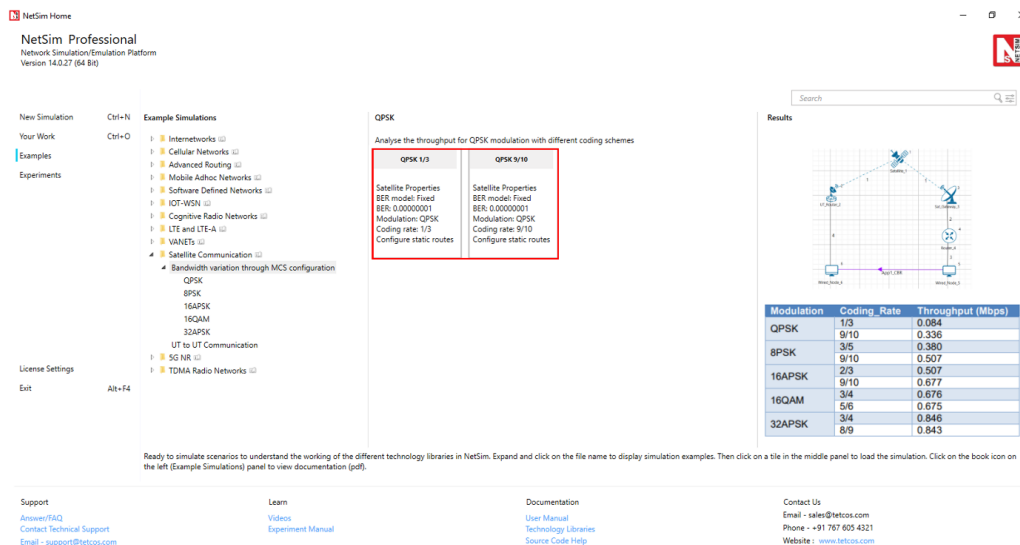 NetSim Home
NetSim Professional
Network Simulation/Emulation Platform
Version 14.0.27 (64 Bit)
NETSIM
Search
New Simulation Ctrl+N
Your Work Ctrl+O
Examples
Experiments
License Settings
Exit Alt+F4
Example Simulations
Internetworks
Cellular Networks
Advanced Routing
Mobile Adhoc Networks
Software Defined Networks
IOT-WSN
Cognitive Radio Networks
LTE and LTE-A
VANETs
Satellite Communication
Bandwidth variation through MCS configuration
QPSK
8PSK
16APSK
16QAM
32APSK
UT to UT Communication
5G NR
TDMA Radio Networks
QPSK
Analyse the throughput for QPSK modulation with different coding schemes
QPSK 1/3
Satellite Properties
BER model: Fixed
BER: 0.00000001
Modulation: QPSK
Coding rate: 1/3
Configure static routes
QPSK 9/10
Satellite Properties
BER model: Fixed
BER: 0.00000001
Modulation: QPSK
Coding rate: 9/10
Configure static routes
Results
App1_CBR
Modulation Coding_Rate Throughput (Mbps)
QPSK 1/3 0.084
9/10 0.336
8PSK 3/5 0.380
9/10 0.507
16APSK 2/3 0.507
9/10 0.677
16QAM 3/4 0.676
5/6 0.675
32APSK 3/4 0.846
8/9 0.843
Ready to simulate scenarios to understand the working of the different technology libraries in NetSim. Expand and click on the file name to display simulation examples. Then click on a tile in the middle panel to load the simulation. Click on the book icon on
the left (Example Simulations) panel to view documentation (pdf).
Support
Answer/FAQ
Contact Technical Support
Email - support@tetcos.com
Learn
Videos
Experiment Manual
Documentation
User Manual
Technology Libraries
Source Code Help
Contact Us
Email - sales@tetcos.com
Phone - +91 767 605 4321
Website : www.tetcos.com